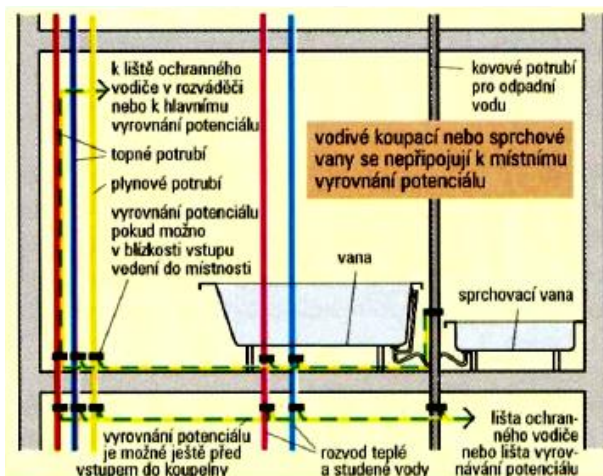 k liště ochranného
vodiče v rozváděči
nebo k hlavnímu
vyrovnání potenciálu
topné potrubí
plynové potrubí
vyrovnání potenciálu
pokud možno
v blízkosti vstupu
vedení do místnosti
kovové potrubí
pro odpadní
vodu
vodivé koupací nebo sprchové
vany se nepřipojují k místnímu
vyrovnání potenciálu
vana
sprchovací vana
vyrovnání potenciálu
je možné ještě před
vstupem do koupelny
rozvod teplé
a studené vody
lišta ochran-
ného vodiče
nebo lišta vyrov-
návání potenciálu